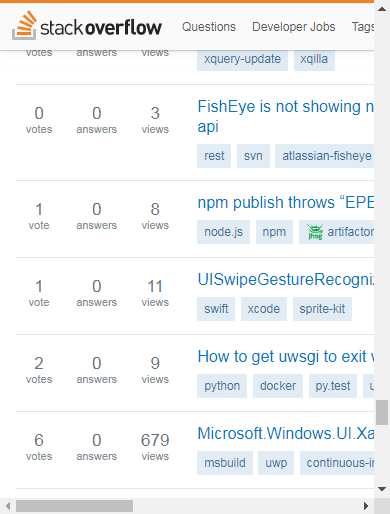 stackoverflow Questions Developer Jobs Tags
votes answers views
xquery-update xqilla
0 0 3 FishEye is not showing n
votes answers views api
rest svn atlassian-fisheye
1 0 8 npm publish throws “EPE
vote answers views node.js npm artifactor
1 0 11 UISwipeGestureRecogniz
vote answers views
swift xcode sprite-kit
2 0 9 How to get uwsgi to exit w
votes answers views
python docker py.test u
6 0 679 Microsoft.Windows.UI.Xa
votes answers views
msbuild uwp continuous-in